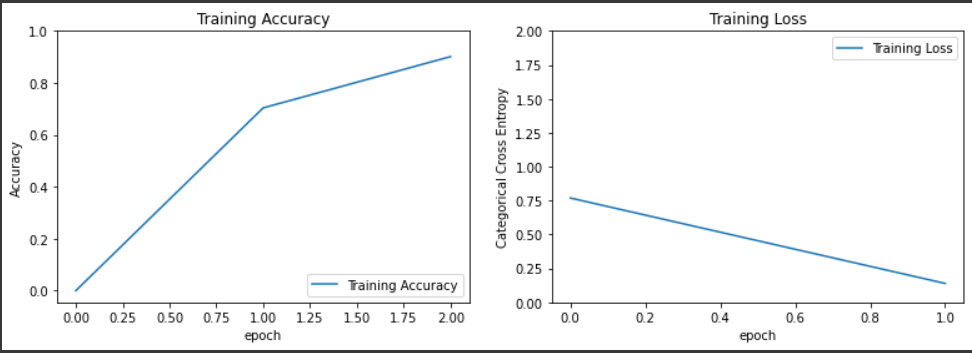 Training Accuracy
1.0
0.8
0.6
0.4
0.2
0.0
Accuracy
Training Accuracy
0.00 0.25 0.50 0.75 1.00 1.25 1.50 1.75 2.00
epoch
Training Loss
2.00
1.75
1.50
1.25
1.00
0.75
0.50
0.25
0.00
Categorical Cross Entropy
Training Loss
0.0 0.2 0.4 0.6 0.8 1.0
epoch